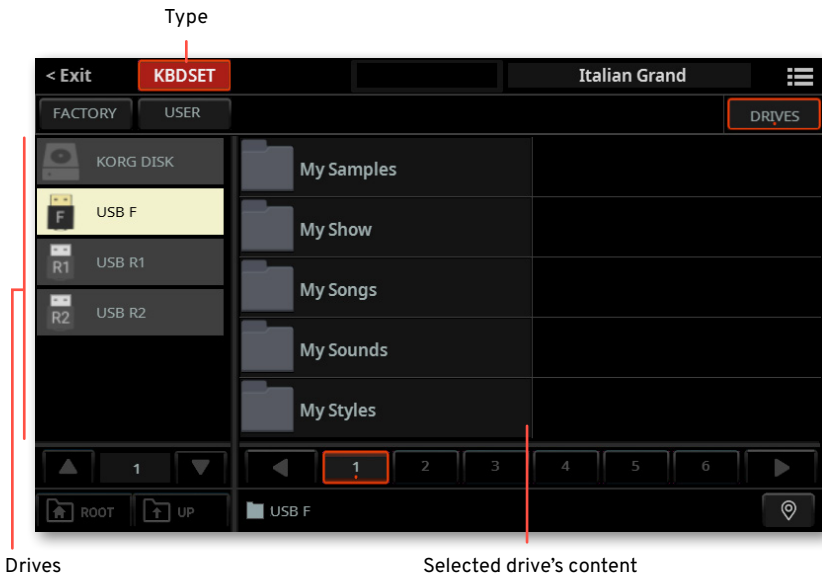 Type
< Exit KBDSET Italian Grand
FACTORY USER DRIVES
KORG DISK
F USB F
R1 USB R1
R2 USB R2
My Samples
My Show
My Songs
My Sounds
My Styles
1 1 2 3 4 5 6
ROOT UP USB F
Drives Selected drive's content